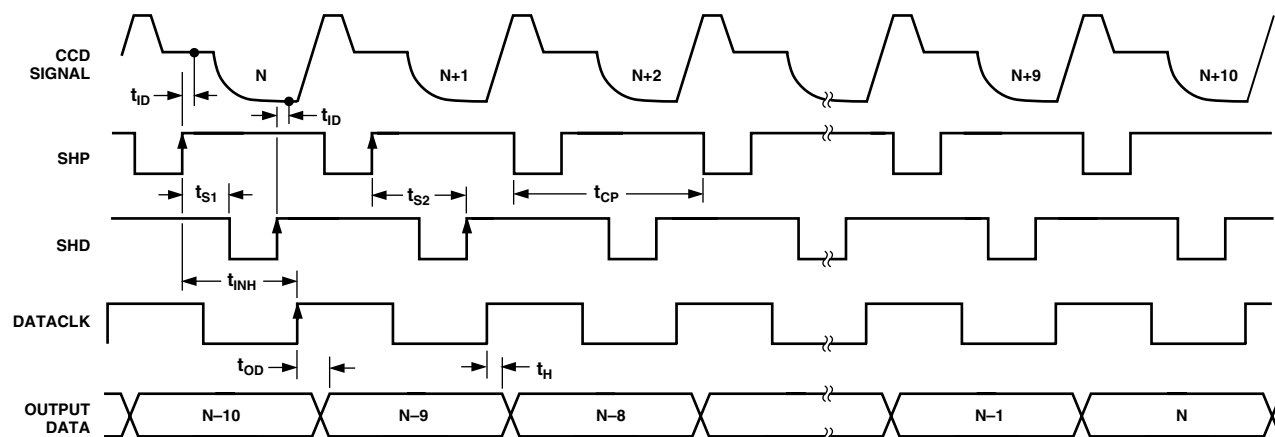 CCD
SIGNAL
N
N+1
N+2
N+9
N+10
tID
tID
SHP
tS1
tS2
tCP
SHD
tINH
DATACLK
tOD
tH
OUTPUT
DATA
N–10
N–9
N–8
N–1
N